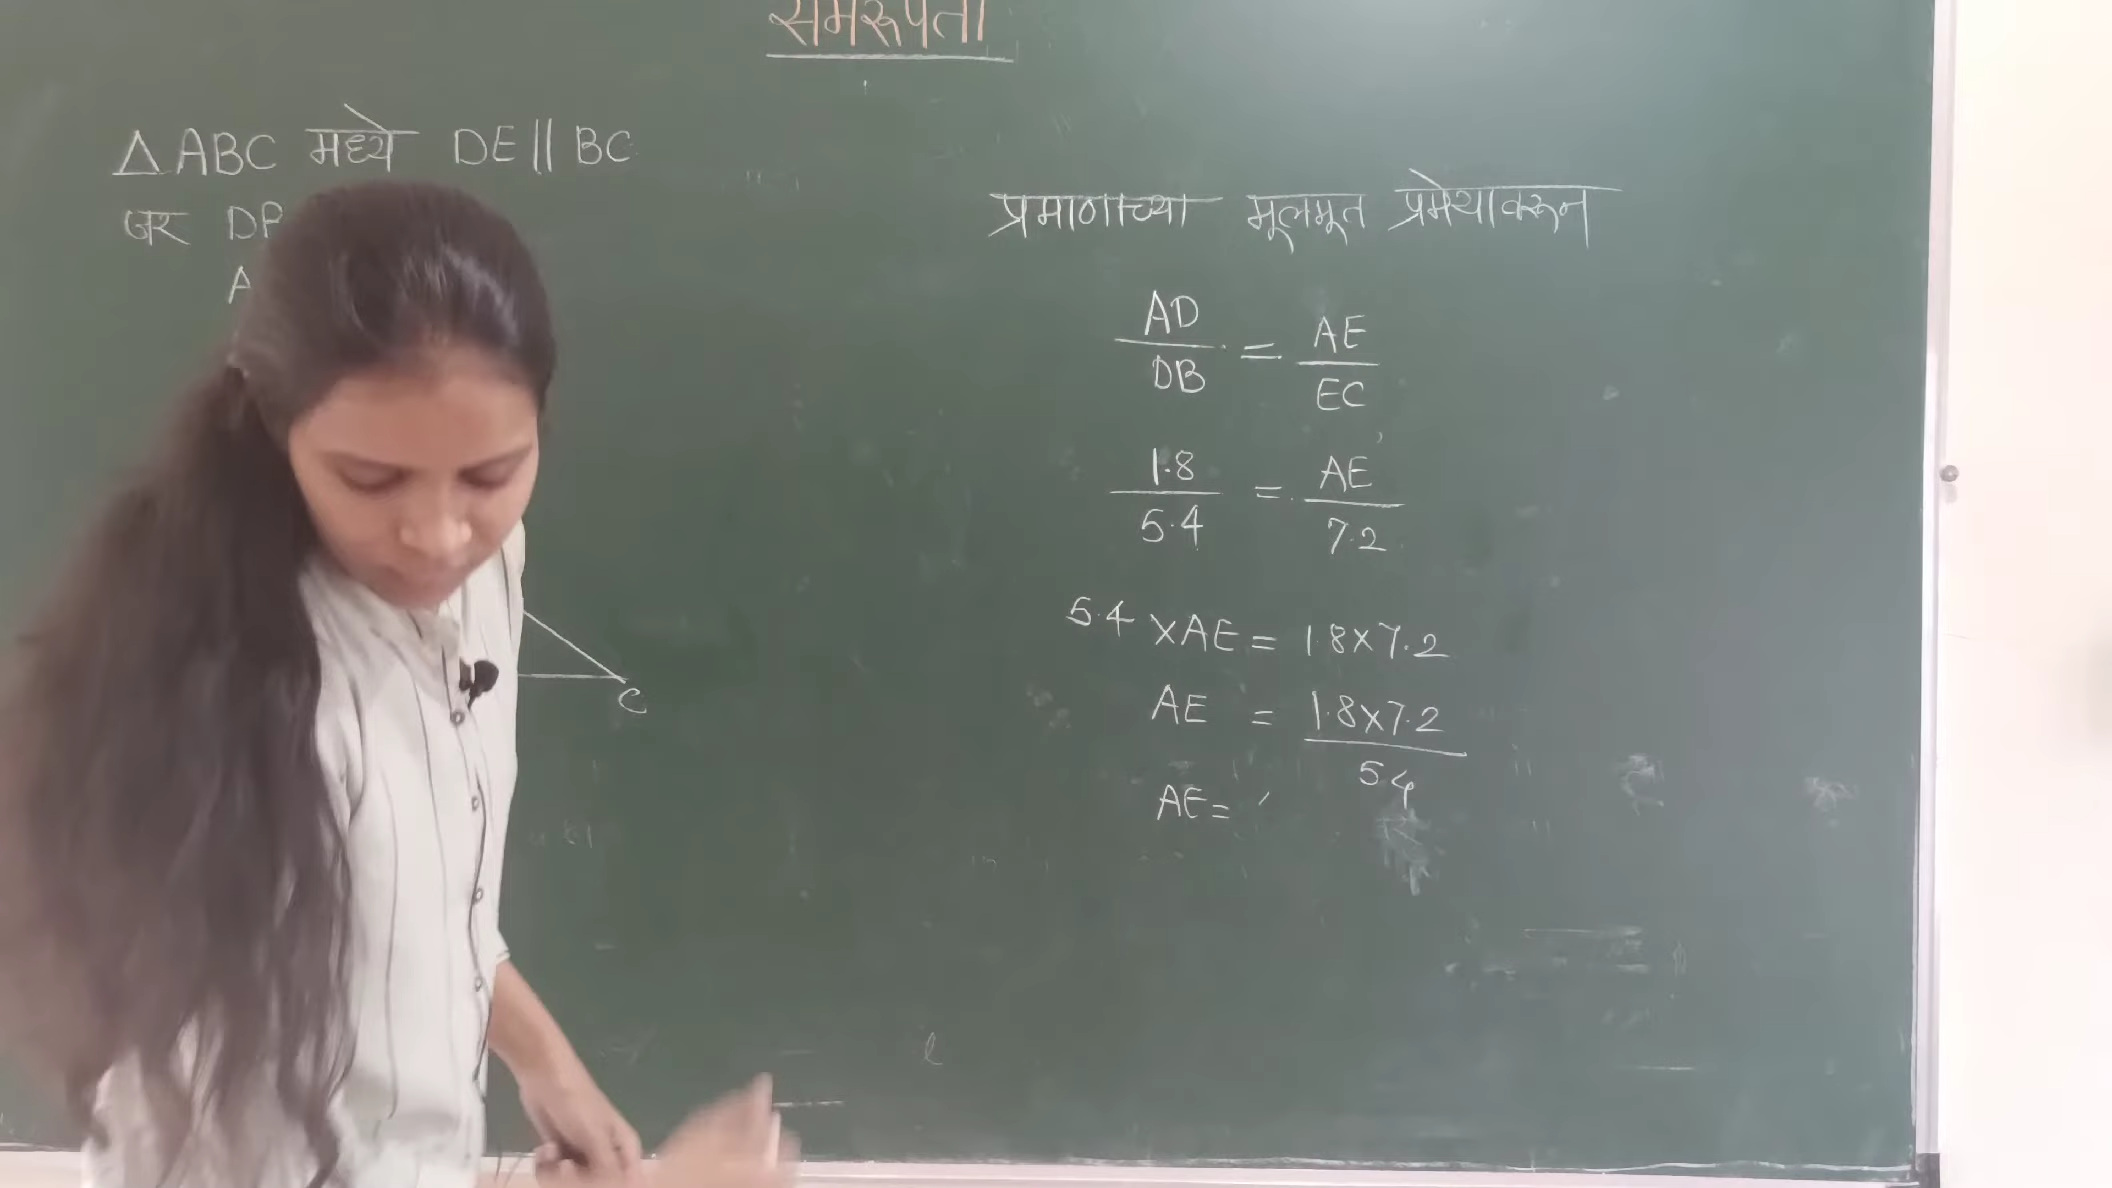 समरूपता
△ABC मध्ये DE || BC
जर
A
C
प्रमाणाच्या मूलभूत प्रमेयावरून
AD/DB = AE/EC
1.8/5.4 = AE/7.2
5.4 × AE = 1.8 × 7.2
AE = 1.8 × 7.2 / 5.4
AE =